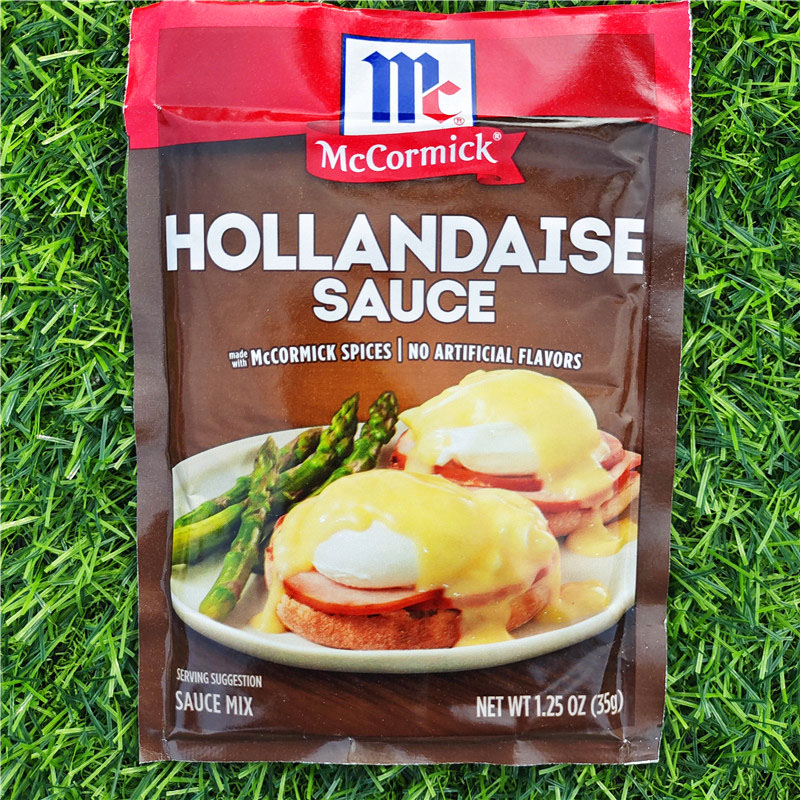 Mc®
McCormick®
HOLLANDAISE
SAUCE
made with McCORMICK SPICES | NO ARTIFICIAL FLAVORS
SERVING SUGGESTION
SAUCE MIX
NET WT 1.25 OZ (35g)